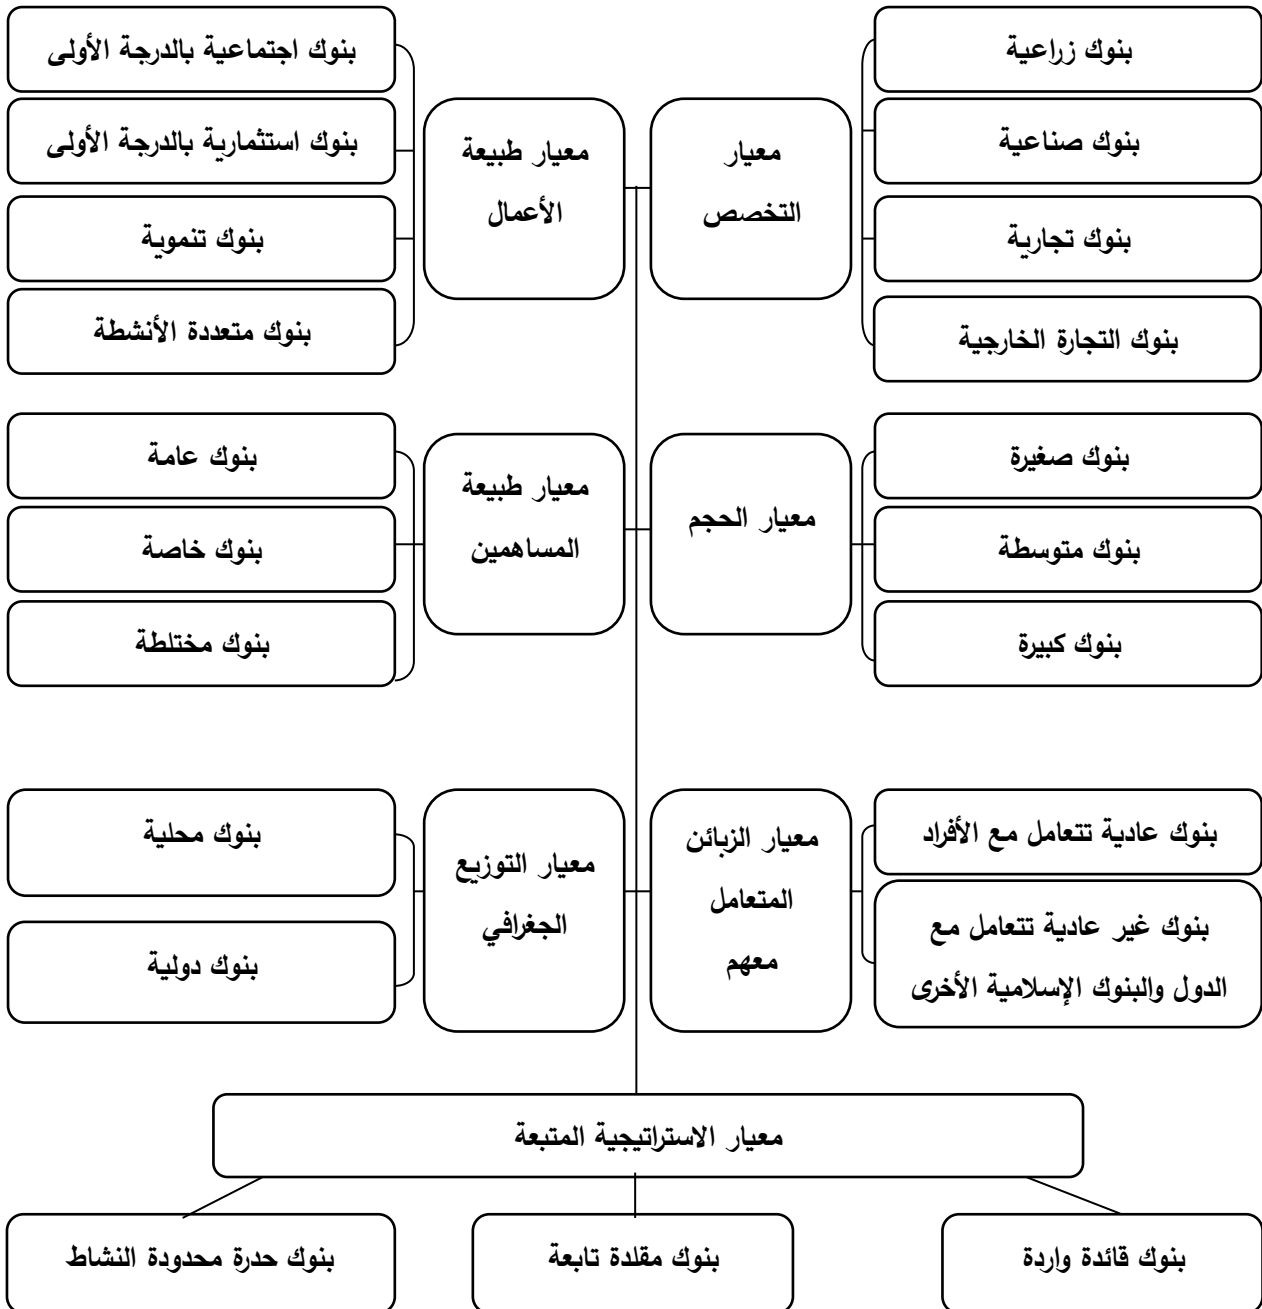 معيار التخصص
بنوك زراعية
بنوك صناعية
بنوك تجارية
بنوك التجارة الخارجية
معيار طبيعة
الأعمال
بنوك اجتماعية بالدرجة الأولى
بنوك استثمارية بالدرجة الأولى
بنوك تنموية
بنوك متعددة الأنشطة
معيار الحجم
بنوك صغيرة
بنوك متوسطة
بنوك كبيرة
معيار طبيعة
المساهمين
بنوك عامة
بنوك خاصة
بنوك مختلطة
معيار الزبائن
المتعامل
معهم
بنوك عادية تتعامل مع الأفراد
بنوك غير عادية تتعامل مع
الدول والبنوك الإسلامية الأخرى
معيار التوزيع
الجغرافي
بنوك محلية
بنوك دولية
معيار الاستراتيجية المتبعة
بنوك قائدة واردة
بنوك مقلدة تابعة
بنوك حدرة محدودة النشاط